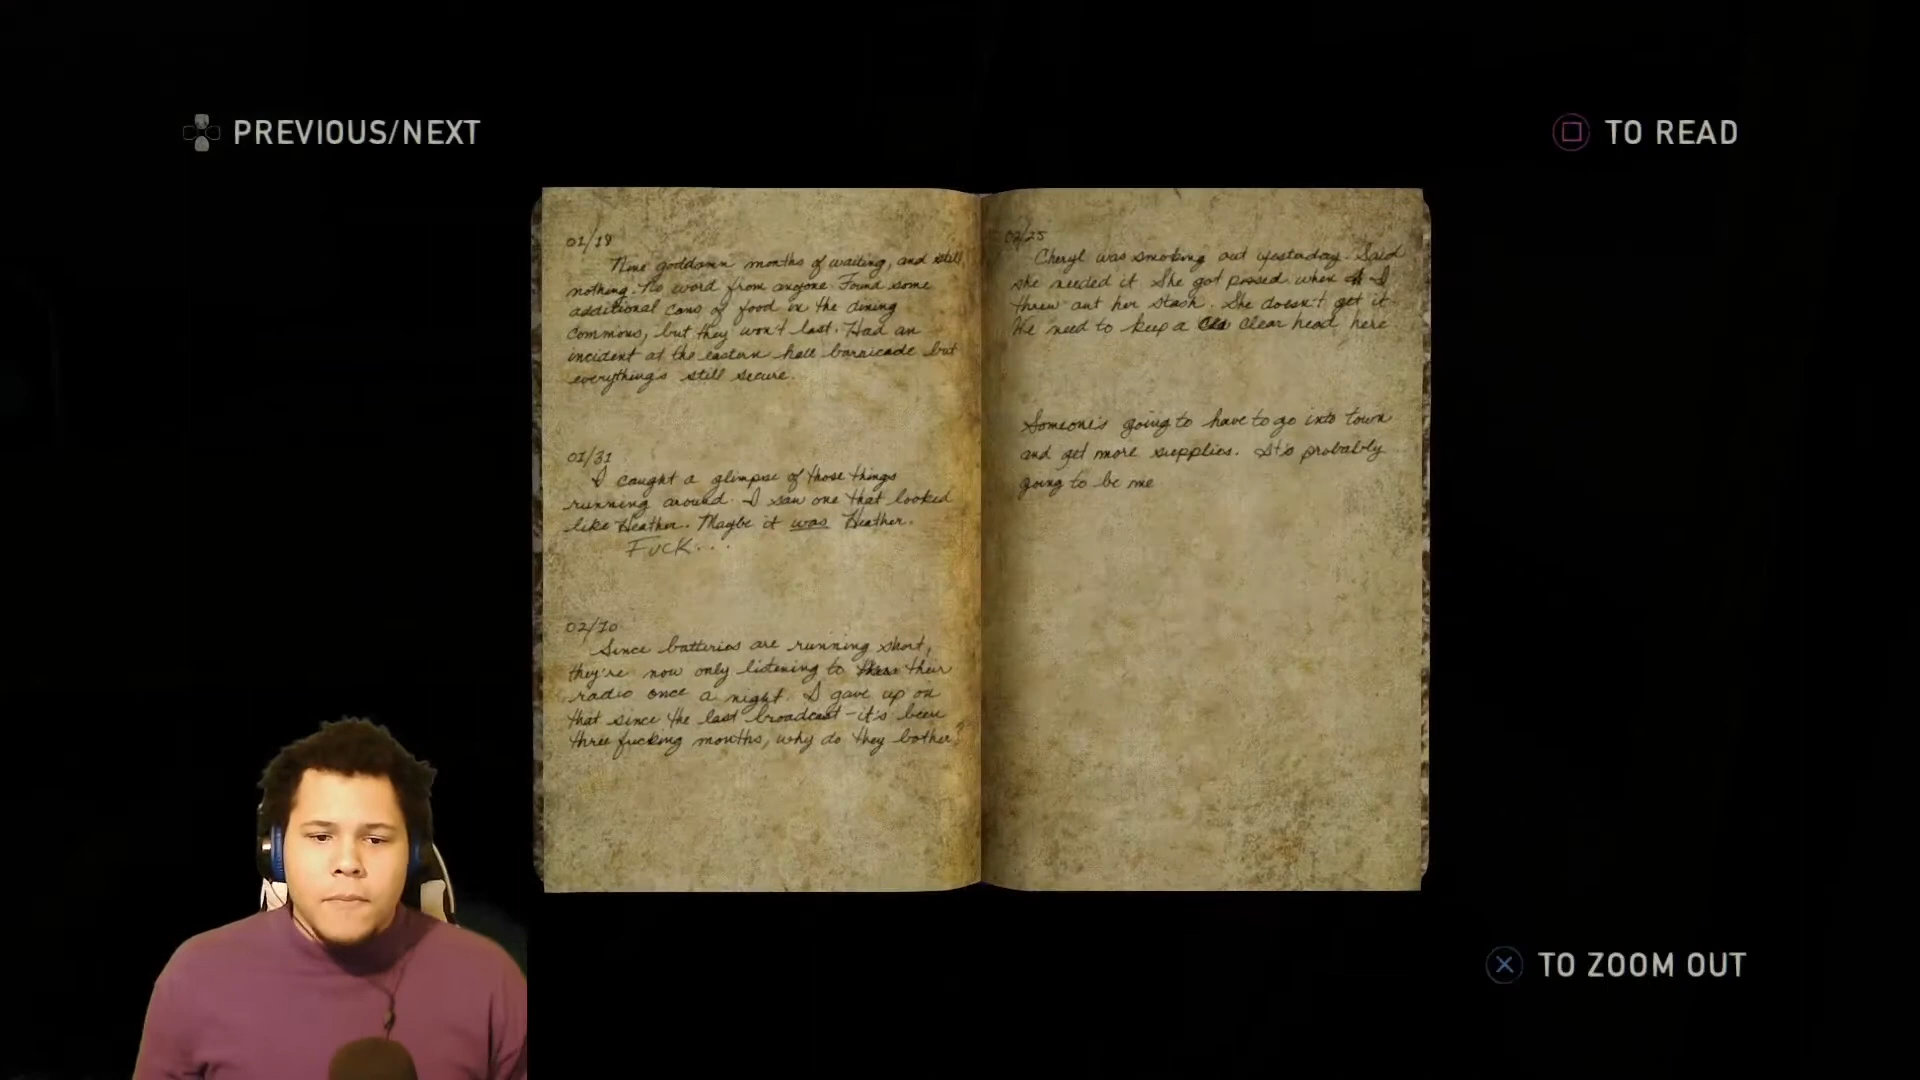 PREVIOUS/NEXT
TO READ
01/18
Nine goddamn months of waiting, and still
nothing. No word from anyone. Found some
additional cans of food in the dining
commons, but they won't last. Had an
incident at the eastern hall barricade but
everything's still secure.
01/31
I caught a glimpse of those things
running around. I saw one that looked
like Heather. Maybe it was Heather.
FUCK...
02/10
Since batteries are running short,
they're now only listening to their
radio once a night. I gave up on
that since the last broadcast - it's been
three fucking months, why do they bother?
02/25
Cheryl was smoking out yesterday. Said
she needed it. She got pissed when I
threw out her stash. She doesn't get it.
We need to keep a clear head here
Someone's going to have to go into town
and get more supplies. It's probably
going to be me
TO ZOOM OUT